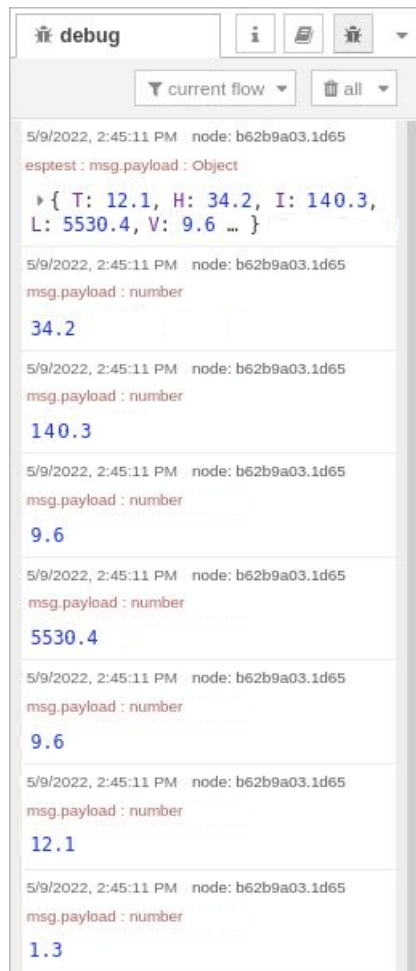 debug
i
current flow
all
5/9/2022, 2:45:11 PM node: b62b9a03.1d65
esptest : msg.payload : Object
{ T: 12.1, H: 34.2, I: 140.3,
L: 5530.4, V: 9.6 … }
5/9/2022, 2:45:11 PM node: b62b9a03.1d65
msg.payload : number
34.2
5/9/2022, 2:45:11 PM node: b62b9a03.1d65
msg.payload : number
140.3
5/9/2022, 2:45:11 PM node: b62b9a03.1d65
msg.payload : number
9.6
5/9/2022, 2:45:11 PM node: b62b9a03.1d65
msg.payload : number
5530.4
5/9/2022, 2:45:11 PM node: b62b9a03.1d65
msg.payload : number
9.6
5/9/2022, 2:45:11 PM node: b62b9a03.1d65
msg.payload : number
12.1
5/9/2022, 2:45:11 PM node: b62b9a03.1d65
msg.payload : number
1.3